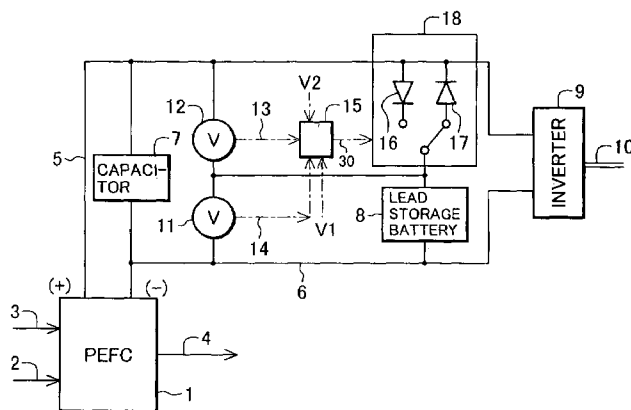 18
V2
12
13
15
9
7
V
16
17
10
5
CAPACI-
TOR
30
INVERTER
LEAD
STORAGE
BATTERY
8
V
11
14
V1
(+)
(-)
6
3
4
PEFC
2
1